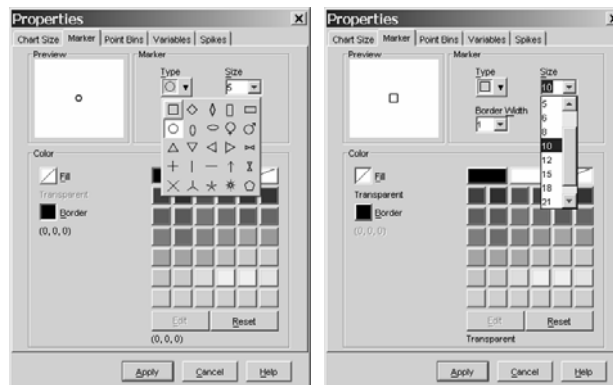 Properties
Chart Size Marker Point Bins Variables Spikes
Preview
Marker
Type
Size
5
Color
Fill
Transparent
Border
(0, 0, 0)
Edit Reset
(0, 0, 0)
Apply Cancel Help
Properties
Chart Size Marker Point Bins Variables Spikes
Preview
Marker
Type
Size
10
Border Width
1
5
6
8
10
12
15
18
21
Color
Fill
Transparent
Border
(0, 0, 0)
Edit Reset
Transparent
Apply Cancel Help